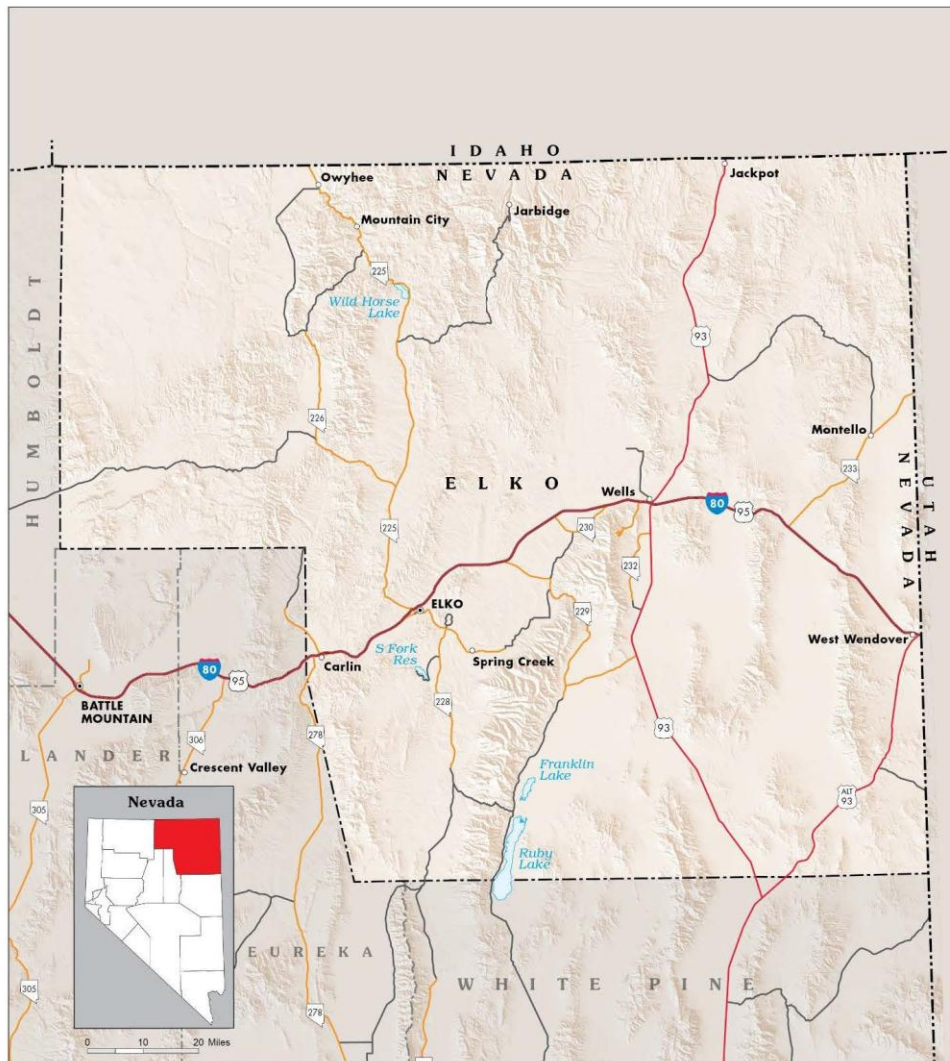 IDAHO
NEVADA
Owyhee
Jackpot
Mountain City
Jarbidge
225
Wild Horse
Lake
HUMBOLDT
93
226
Montello
233
UTAH
NEVADA
ELKO
Wells
80
95
225
230
232
ELKO
229
West Wendover
S Fork
Res
Spring Creek
Carlin
80
95
228
BATTLE
MOUNTAIN
278
93
LANDER
306
Crescent Valley
Franklin
Lake
ALT
93
305
Nevada
Ruby
Lake
EUREKA
WHITE PINE
305
278
0 10 20 Miles